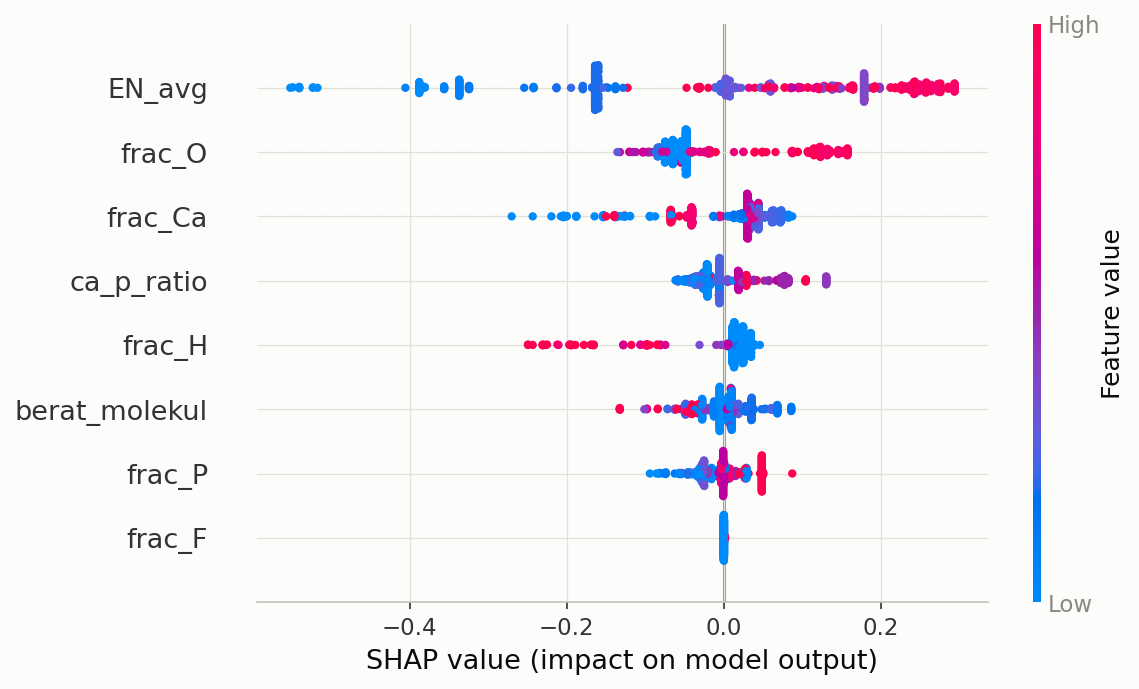 High
EN_avg
frac_O
frac_Ca
ca_p_ratio
frac_H
berat_molekul
frac_P
frac_F
Feature value
Low
−0.4 −0.2 0.0 0.2
SHAP value (impact on model output)